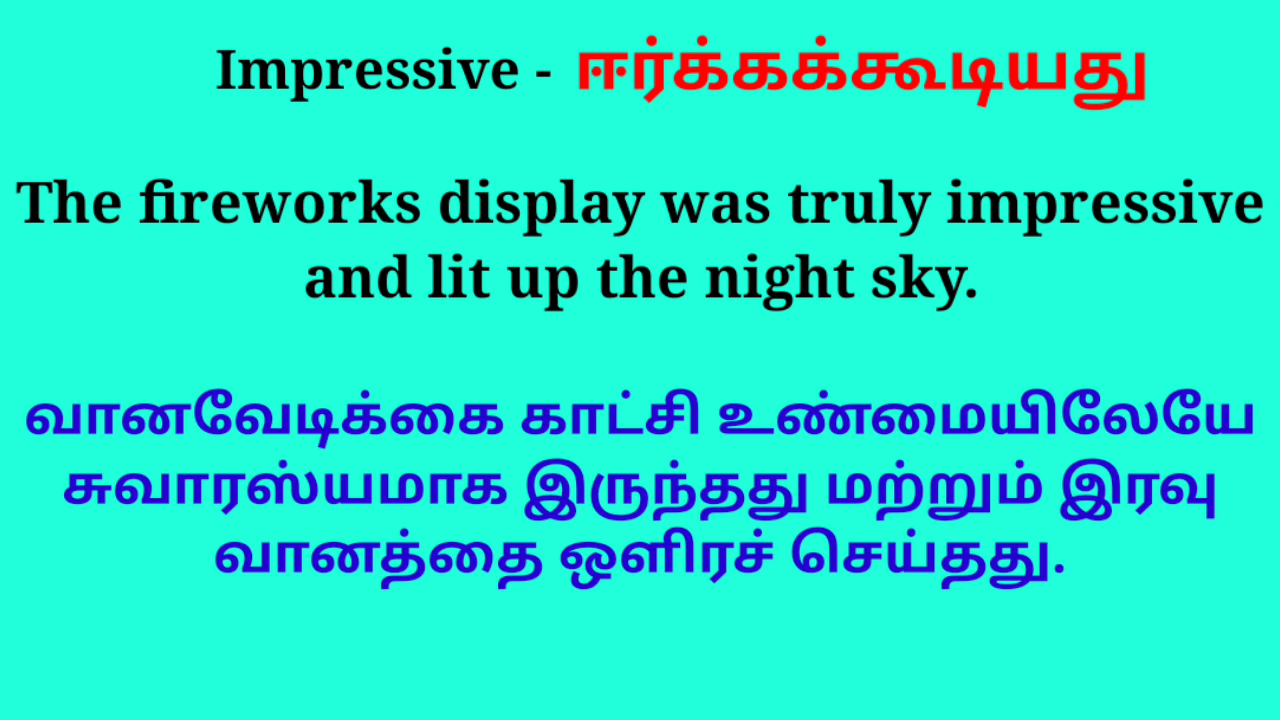 Impressive - ஈர்க்கக்கூடியது
The fireworks display was truly impressive
and lit up the night sky.
வானவேடிக்கை காட்சி உண்மையிலேயே
சுவாரஸ்யமாக இருந்தது மற்றும் இரவு
வானத்தை ஒளிரச் செய்தது.